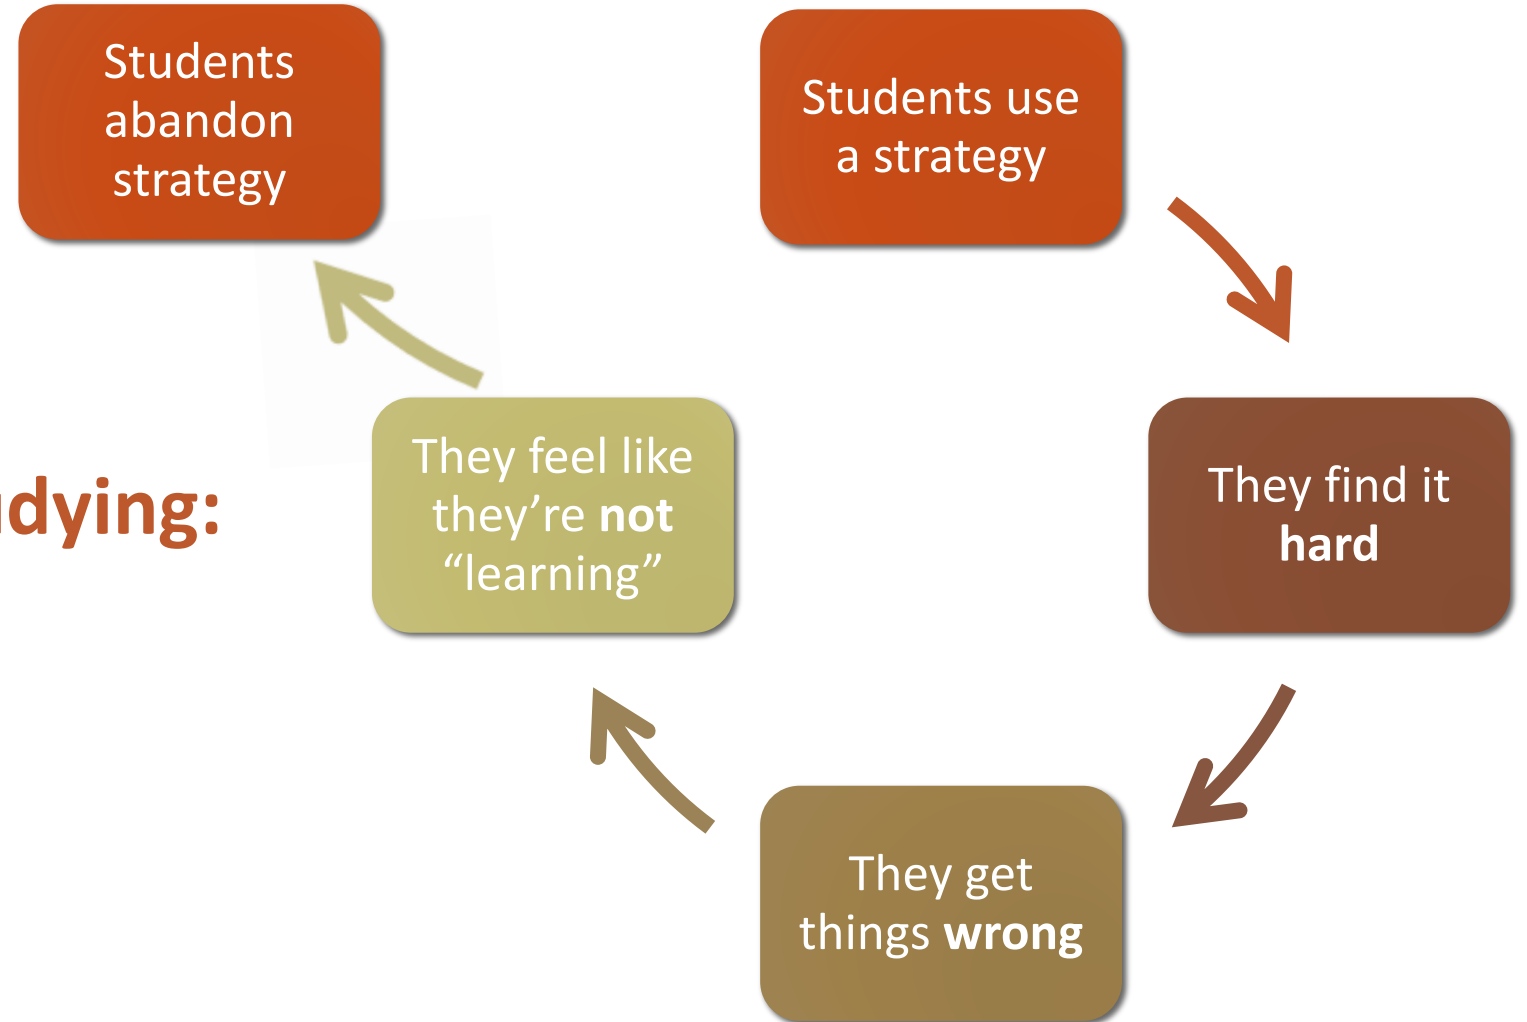 Students use
a strategy
They find it
hard
They get
things wrong
They feel like
they’re not
“learning”
Students
abandon
strategy
dying: